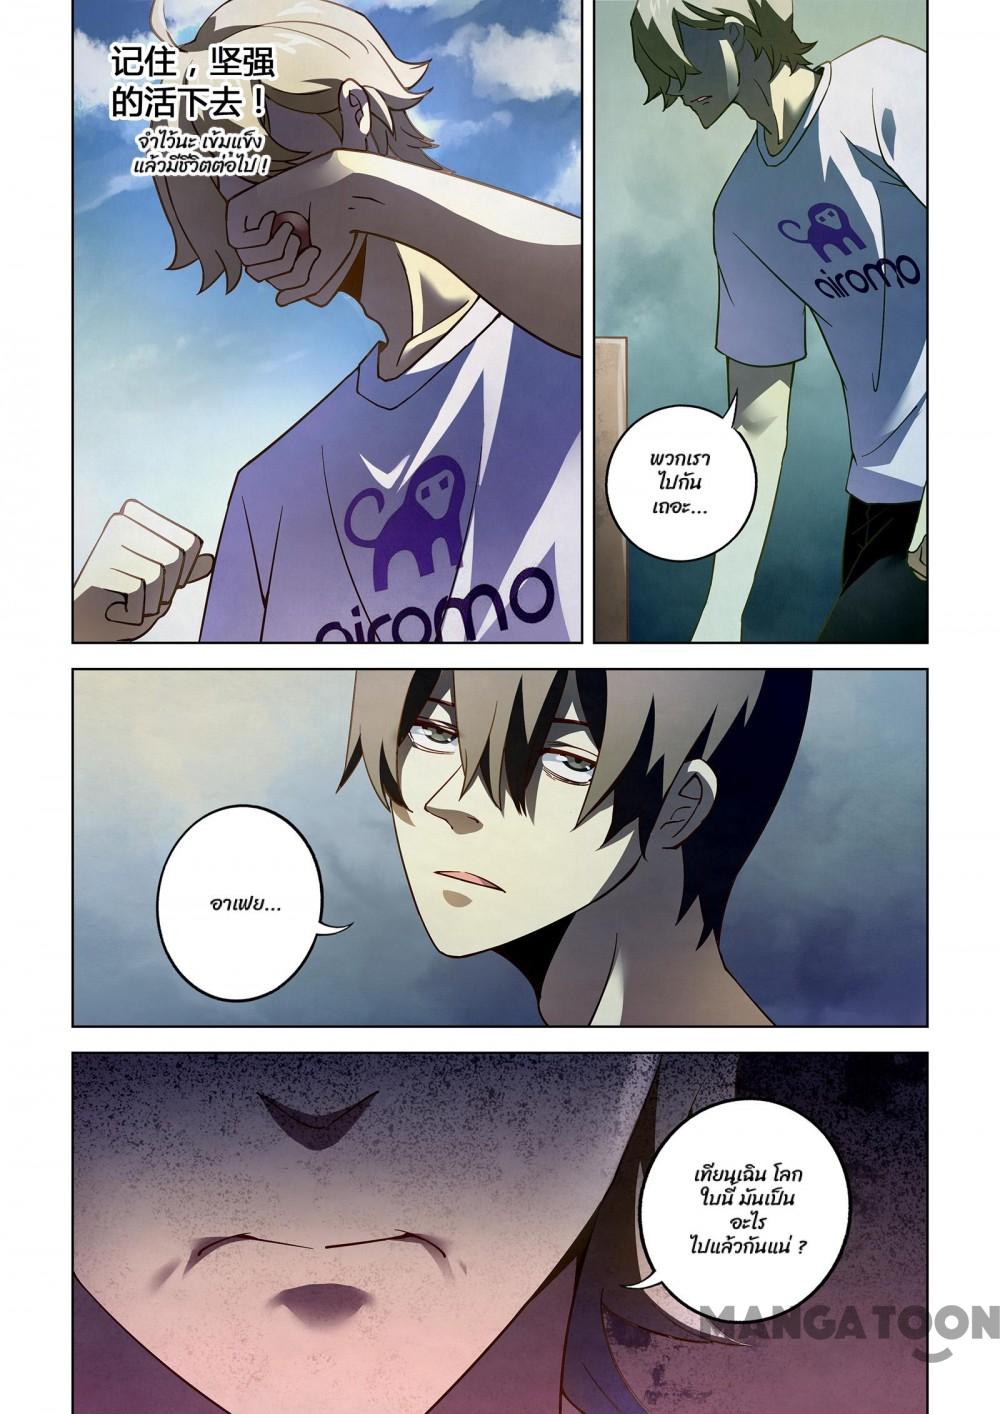 记住，坚强
的活下去！
จำไว้นะ เข้มแข็ง
แล้วมีชีวิตต่อไป !
airomo
พวกเรา
ไปกัน
เถอะ...
airomo
อาเฟย...
เทียนเฉิน โลก
ใบนี้ มันเป็น
อะไร
ไปแล้วกันแน่ ?
MANGATOON